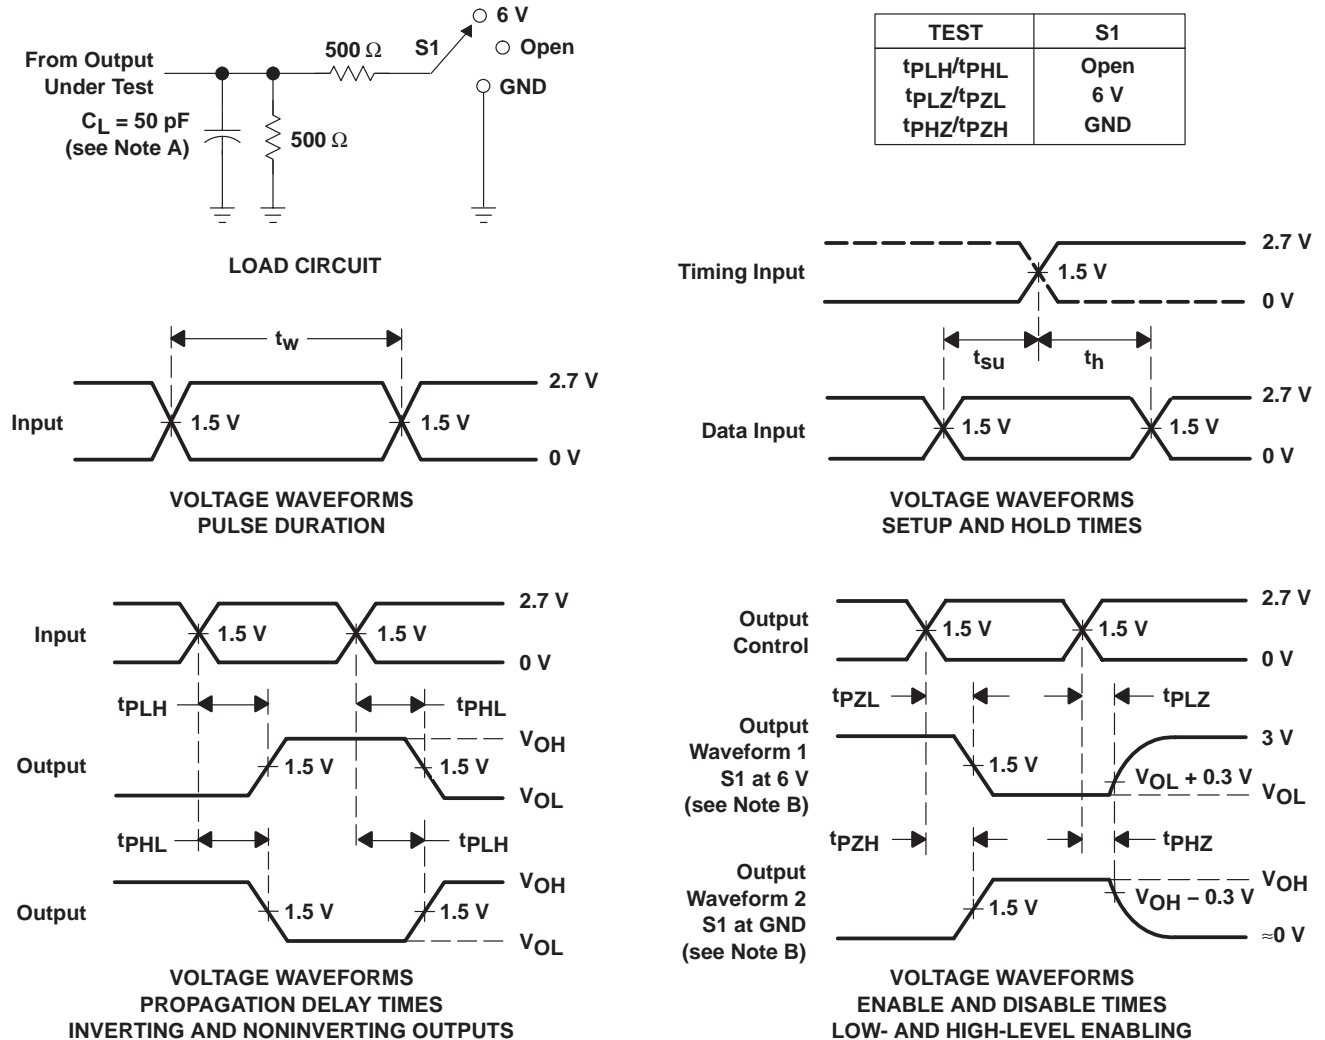 6 V
500 Ω
S1
Open
From Output
Under Test
GND
CL = 50 pF
(see Note A)
500 Ω
LOAD CIRCUIT
TEST S1
tPLH/tPHL Open
tPLZ/tPZL 6 V
tPHZ/tPZH GND
Timing Input
2.7 V
1.5 V
0 V
tsu
th
Data Input
2.7 V
1.5 V
1.5 V
0 V
VOLTAGE WAVEFORMS
SETUP AND HOLD TIMES
tw
Input
2.7 V
1.5 V
1.5 V
0 V
VOLTAGE WAVEFORMS
PULSE DURATION
Input
2.7 V
1.5 V
1.5 V
0 V
tPLH
tPHL
Output
VOH
1.5 V
1.5 V
VOL
tPHL
tPLH
Output
VOH
1.5 V
1.5 V
VOL
VOLTAGE WAVEFORMS
PROPAGATION DELAY TIMES
INVERTING AND NONINVERTING OUTPUTS
Output
Control
2.7 V
1.5 V
1.5 V
0 V
tPZL
tPLZ
Output
Waveform 1
S1 at 6 V
(see Note B)
3 V
1.5 V
VOL + 0.3 V
VOL
tPZH
tPHZ
Output
Waveform 2
S1 at GND
(see Note B)
VOH
1.5 V
VOH − 0.3 V
≈0 V
VOLTAGE WAVEFORMS
ENABLE AND DISABLE TIMES
LOW- AND HIGH-LEVEL ENABLING